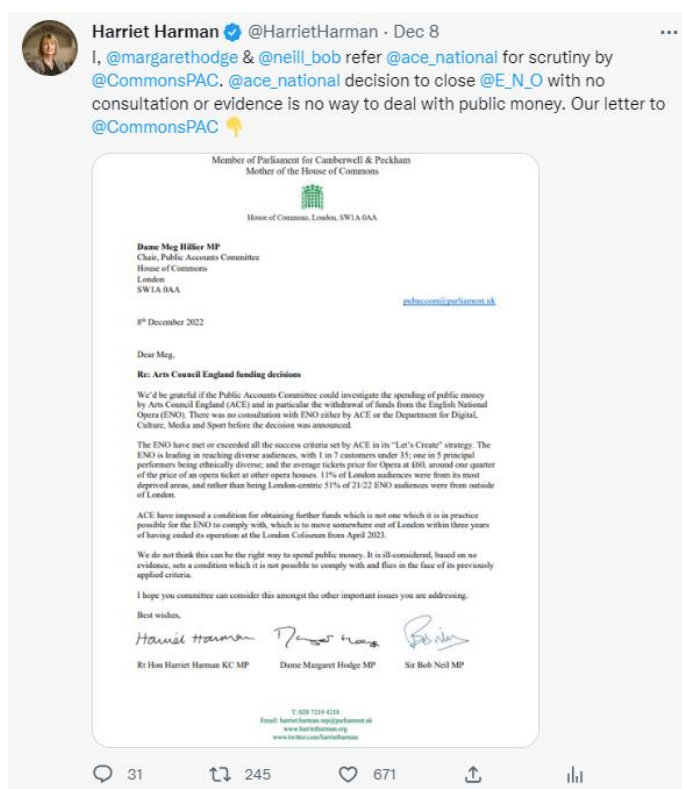 Harriet Harman @HarrietHarman · Dec 8
I, @margarethodge & @neill_bob refer @ace_national for scrutiny by
@CommonsPAC. @ace_national decision to close @E_N_O with no
consultation or evidence is no way to deal with public money. Our letter to
@CommonsPAC 👇
Member of Parliament for Camberwell & Peckham
Mother of the House of Commons
House of Commons, London, SW1A 0AA
Dame Meg Hillier MP
Chair, Public Accounts Committee
House of Commons
London
SW1A 0AA
pubaccom@parliament.uk
8th December 2022
Dear Meg,
Re: Arts Council England funding decisions
We'd be grateful if the Public Accounts Committee could investigate the spending of public money
by Arts Council England (ACE) and in particular the withdrawal of funds from the English National
Opera (ENO). There was no consultation with ENO either by ACE or the Department for Digital,
Culture, Media and Sport before the decision was announced.
The ENO have met or exceeded all the success criteria set by ACE in its "Let's Create" strategy. The
ENO is leading in reaching diverse audiences, with 1 in 7 customers under 35; one in 5 principal
performers being ethnically diverse; and the average tickets price for Opera at £60, around one quarter
of the price of an opera ticket at other opera houses. 11% of London audiences were from its most
deprived areas, and rather than being London-centric 51% of 21/22 ENO audiences were from outside
of London.
ACE have imposed a condition for obtaining further funds which is not one which it is in practice
possible for the ENO to comply with, which is to move somewhere out of London within three years
of having ended its operation at the London Coliseum from April 2023.
We do not think this can be the right way to spend public money. It is ill-considered, based on no
evidence, sets a condition which it is not possible to comply with and flies in the face of its previously
applied criteria.
I hope you committee can consider this amongst the other important issues you are addressing.
Best wishes,
Harriet Harman
Rt Hon Harriet Harman KC MP Dame Margaret Hodge MP Sir Bob Neil MP
T: 020 7219 4218
Email: harriet.harman.mp@parliament.uk
www.harrietharman.org
www.twitter.com/harrietharman
31 245 671